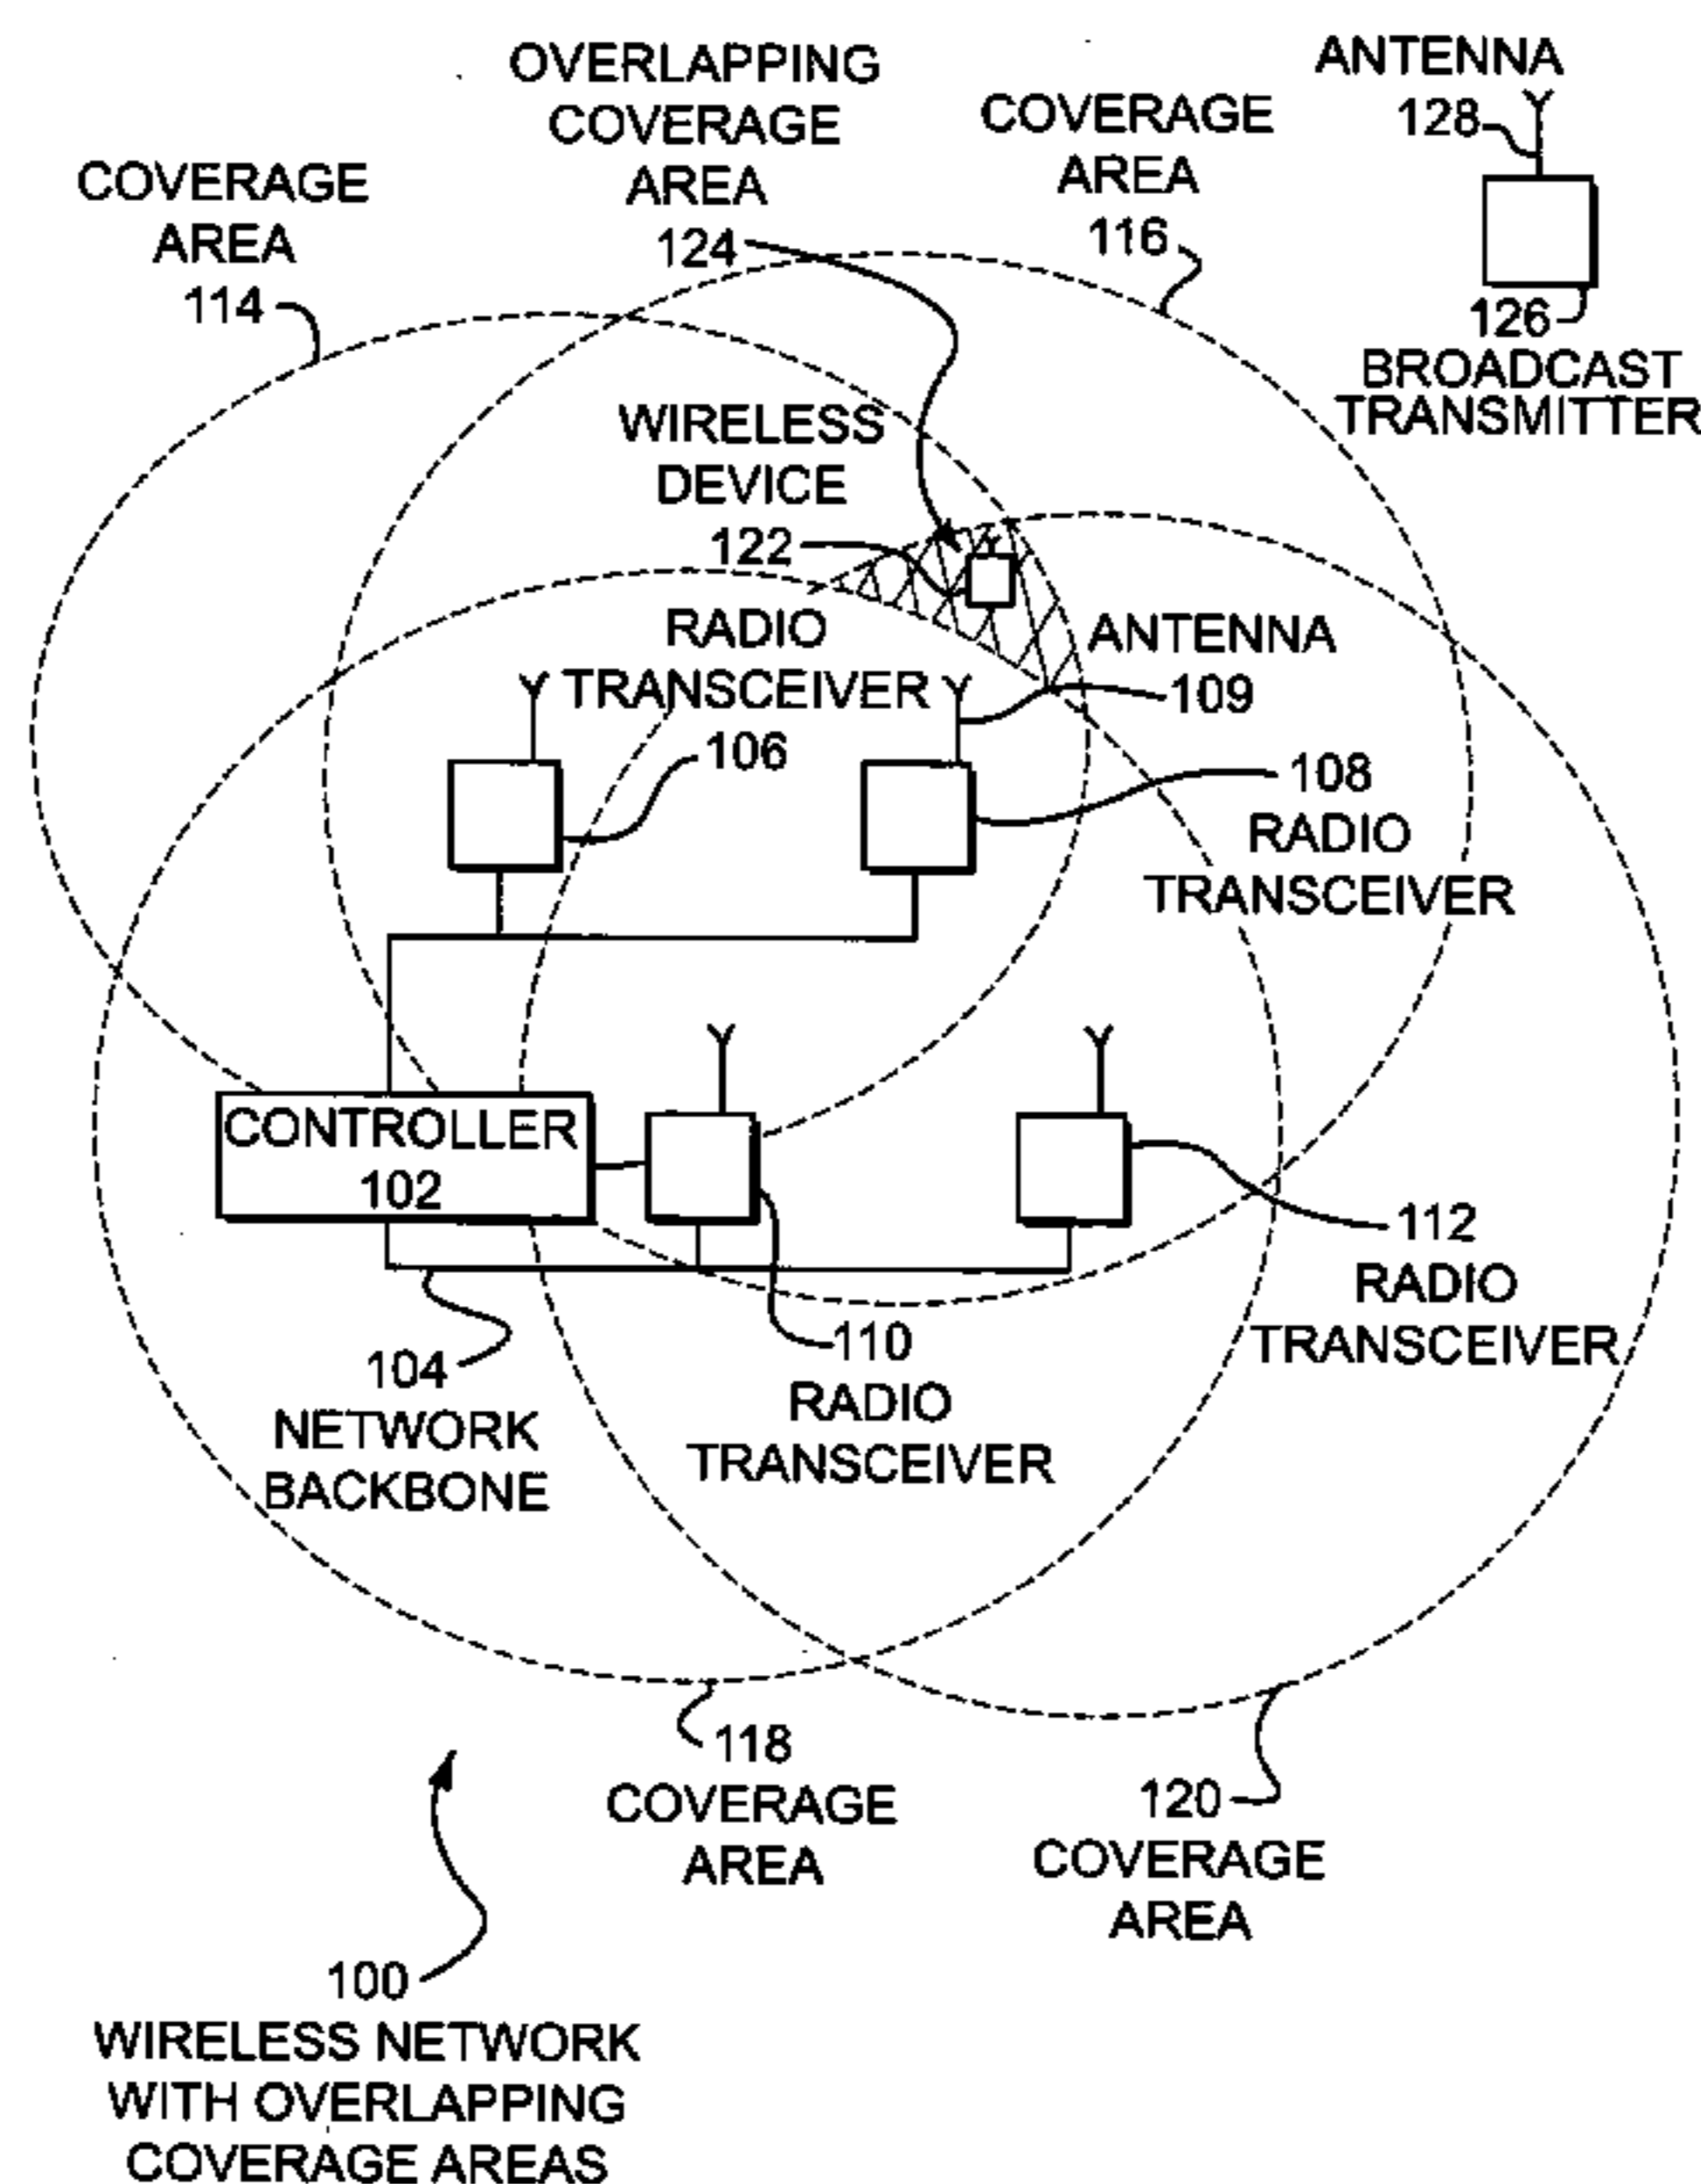 OVERLAPPING
COVERAGE
AREA
124
COVERAGE
AREA
116
ANTENNA
128
126
BROADCAST
TRANSMITTER
COVERAGE
AREA
114
WIRELESS
DEVICE
122
RADIO
TRANSCEIVER
106
ANTENNA
109
108
RADIO
TRANSCEIVER
CONTROLLER
102
112
RADIO
TRANSCEIVER
110
RADIO
TRANSCEIVER
104
NETWORK
BACKBONE
118
COVERAGE
AREA
120
COVERAGE
AREA
100
WIRELESS NETWORK
WITH OVERLAPPING
COVERAGE AREAS